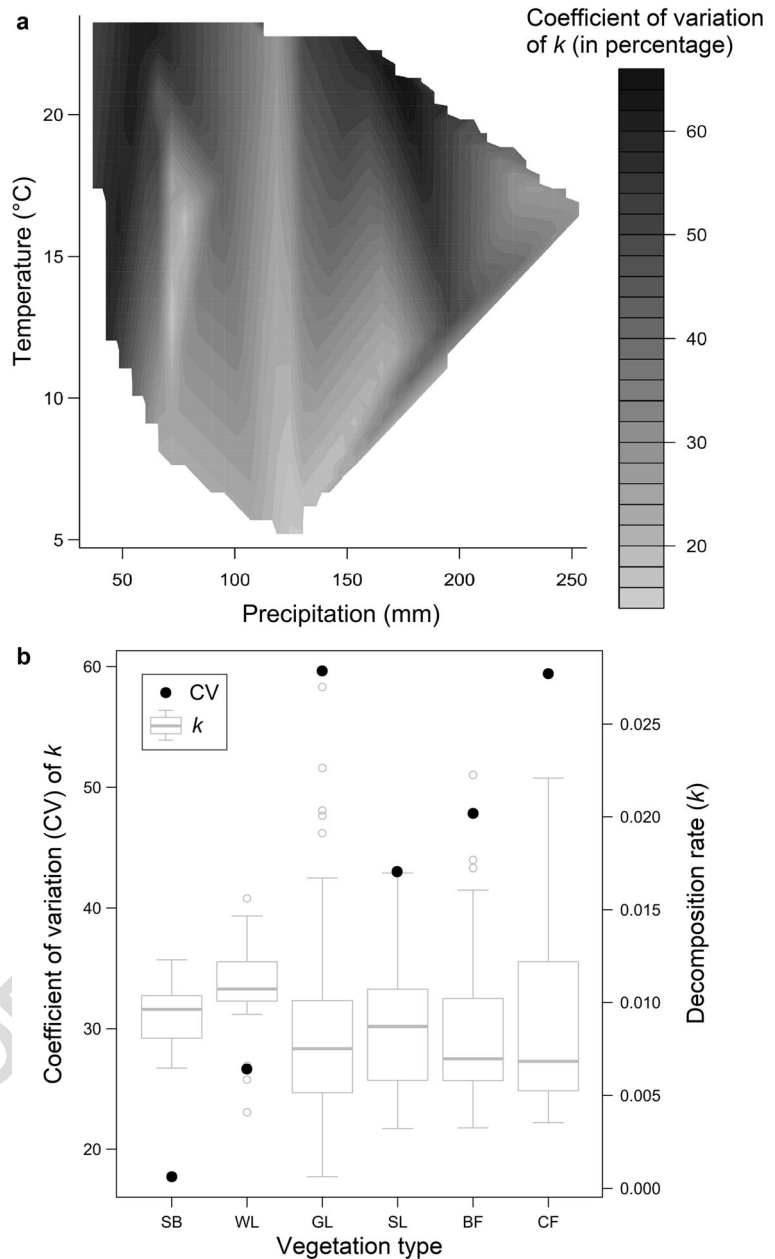 a
Coefficient of variation
of k (in percentage)
20
15
10
5
Temperature (°C)
50
100
150
200
250
Precipitation (mm)
60
50
40
30
20
b
CV
k
60
50
40
30
20
Coefficient of variation (CV) of k
0.025
0.020
0.015
0.010
0.005
0.000
Decomposition rate (k)
SB
WL
GL
SL
BF
CF
Vegetation type